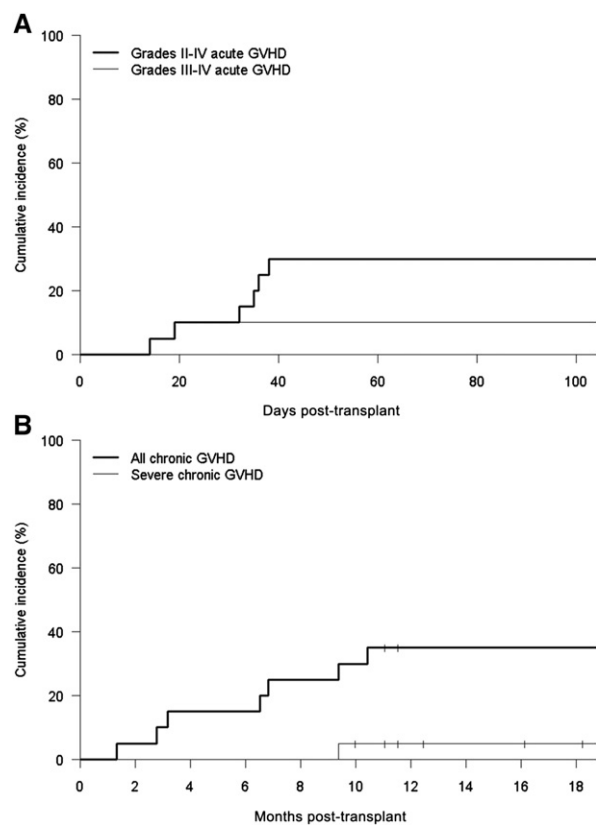 A
Grades II-IV acute GVHD
Grades III-IV acute GVHD
Cumulative incidence (%)
100
80
60
40
20
0
0 20 40 60 80 100
Days post-transplant
B
All chronic GVHD
Severe chronic GVHD
Cumulative incidence (%)
100
80
60
40
20
0
0 2 4 6 8 10 12 14 16 18
Months post-transplant